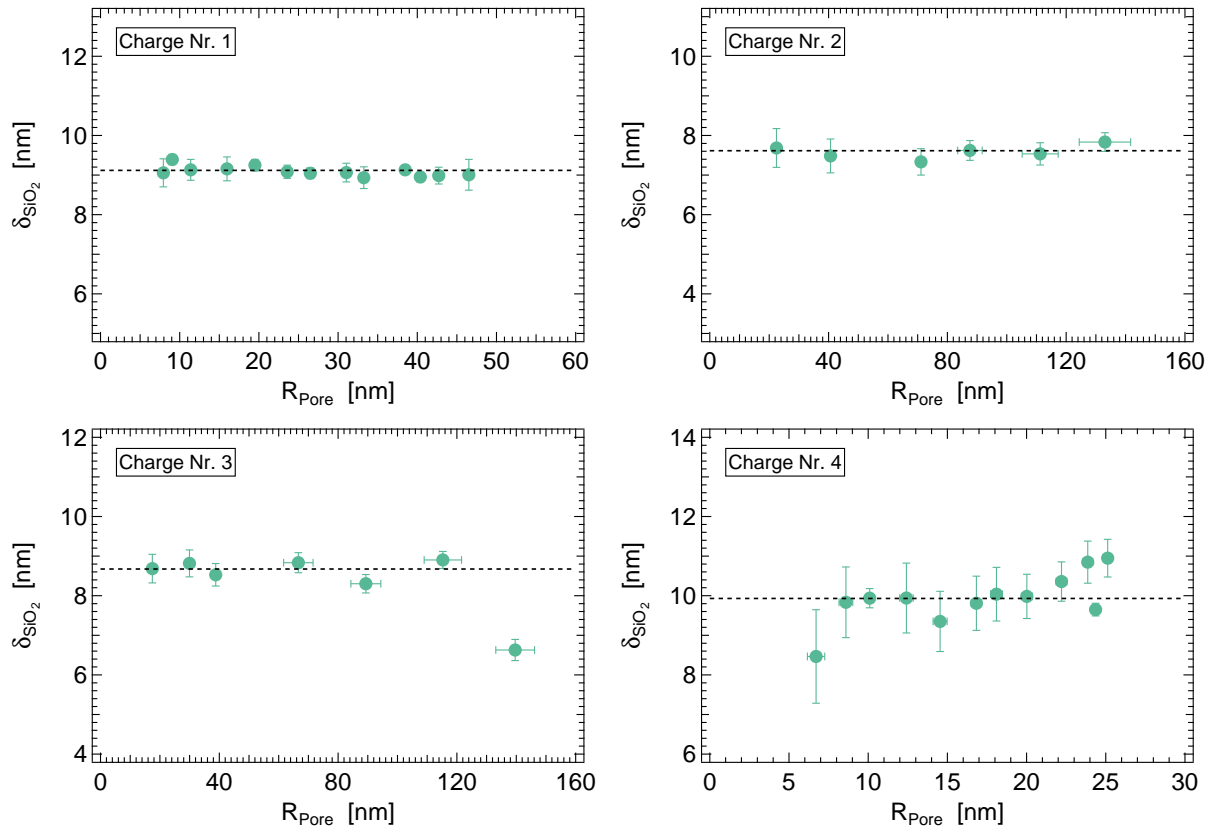 Charge Nr. 1
12
10
8
6
δSiO2 [nm]
0 10 20 30 40 50 60
RPore [nm]
Charge Nr. 2
10
8
6
4
δSiO2 [nm]
0 40 80 120 160
RPore [nm]
Charge Nr. 3
12
10
8
6
4
δSiO2 [nm]
0 40 80 120 160
RPore [nm]
Charge Nr. 4
14
12
10
8
6
δSiO2 [nm]
0 5 10 15 20 25 30
RPore [nm]